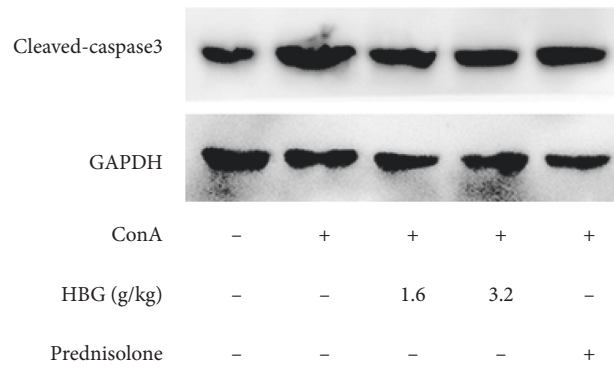 Cleaved-caspase3
GAPDH
ConA – + + + +
HBG (g/kg) – – 1.6 3.2 –
Prednisolone – – – – +